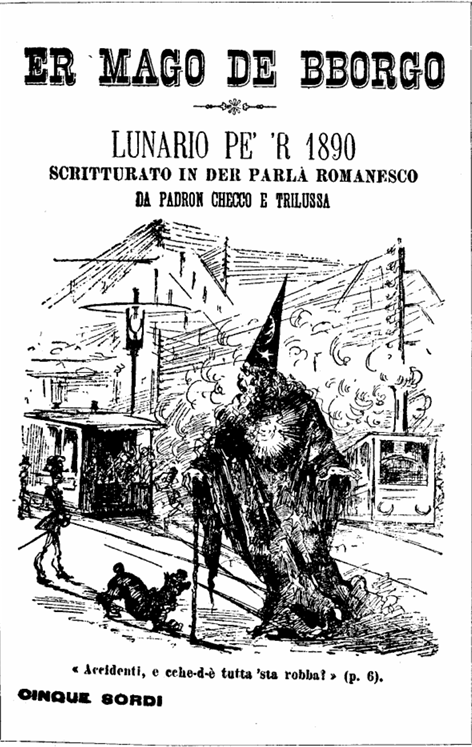 ER MAGO DE BBORGO
LUNARIO PE' 'R 1890
SCRITTURATO IN DER PARLÀ ROMANESCO
DA PADRON CHECCO E TRILUSSA
« Accidenti, e cche-d-è tutta 'sta robba? » (p. 6).
CINQUE SORDI